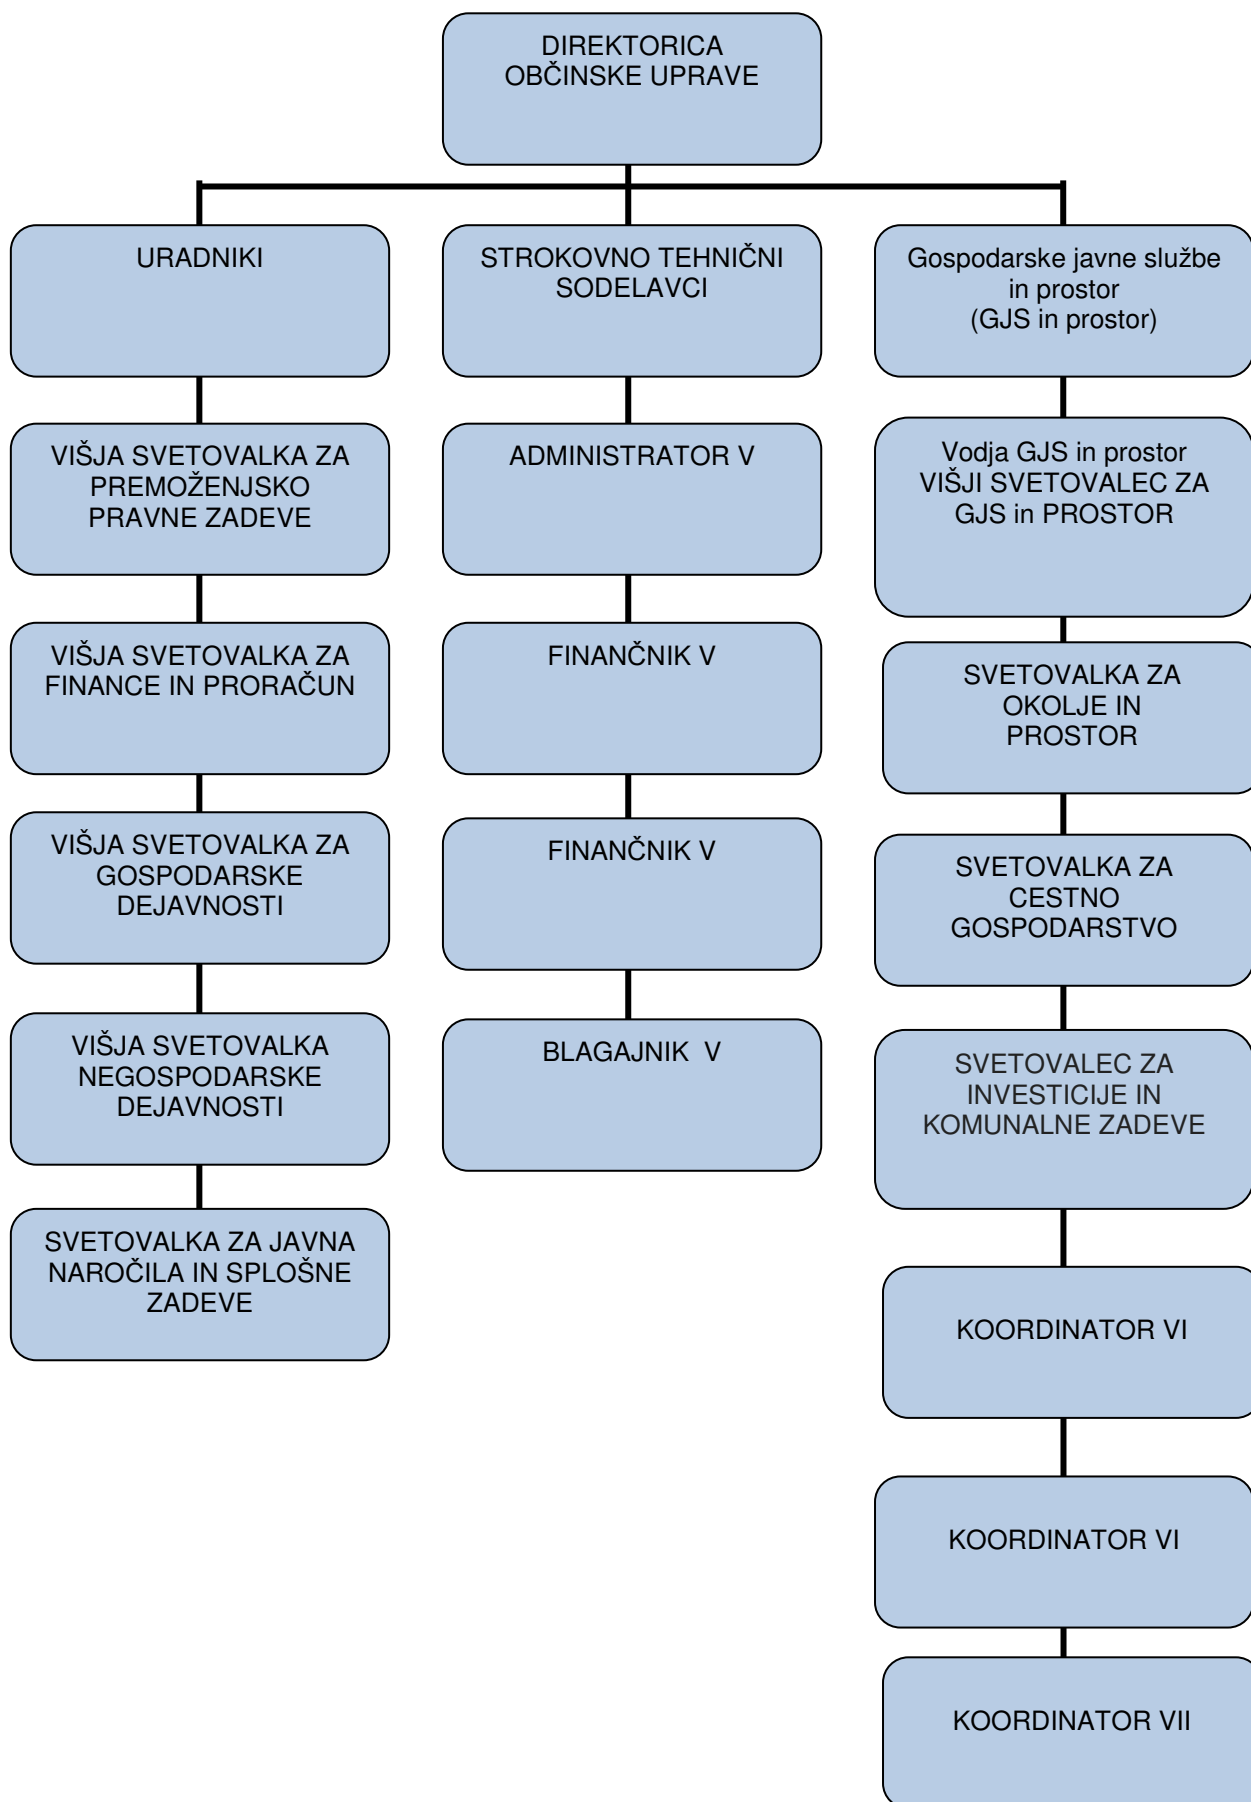 DIREKTORICA
OBČINSKE UPRAVE
URADNIKI
VIŠJA SVETOVALKA ZA
PREMOŽENJSKO
PRAVNE ZADEVE
VIŠJA SVETOVALKA ZA
FINANCE IN PRORAČUN
VIŠJA SVETOVALKA ZA
GOSPODARSKE
DEJAVNOSTI
VIŠJA SVETOVALKA
NEGOSPODARSKE
DEJAVNOSTI
SVETOVALKA ZA JAVNA
NAROČILA IN SPLOŠNE
ZADEVE
STROKOVNO TEHNIČNI
SODELAVCI
ADMINISTRATOR V
FINANČNIK V
FINANČNIK V
BLAGAJNIK V
Gospodarske javne službe
in prostor
(GJS in prostor)
Vodja GJS in prostor
VIŠJI SVETOVALEC ZA
GJS in PROSTOR
SVETOVALKA ZA
OKOLJE IN
PROSTOR
SVETOVALKA ZA
CESTNO
GOSPODARSTVO
SVETOVALEC ZA
INVESTICIJE IN
KOMUNALNE ZADEVE
KOORDINATOR VI
KOORDINATOR VI
KOORDINATOR VII